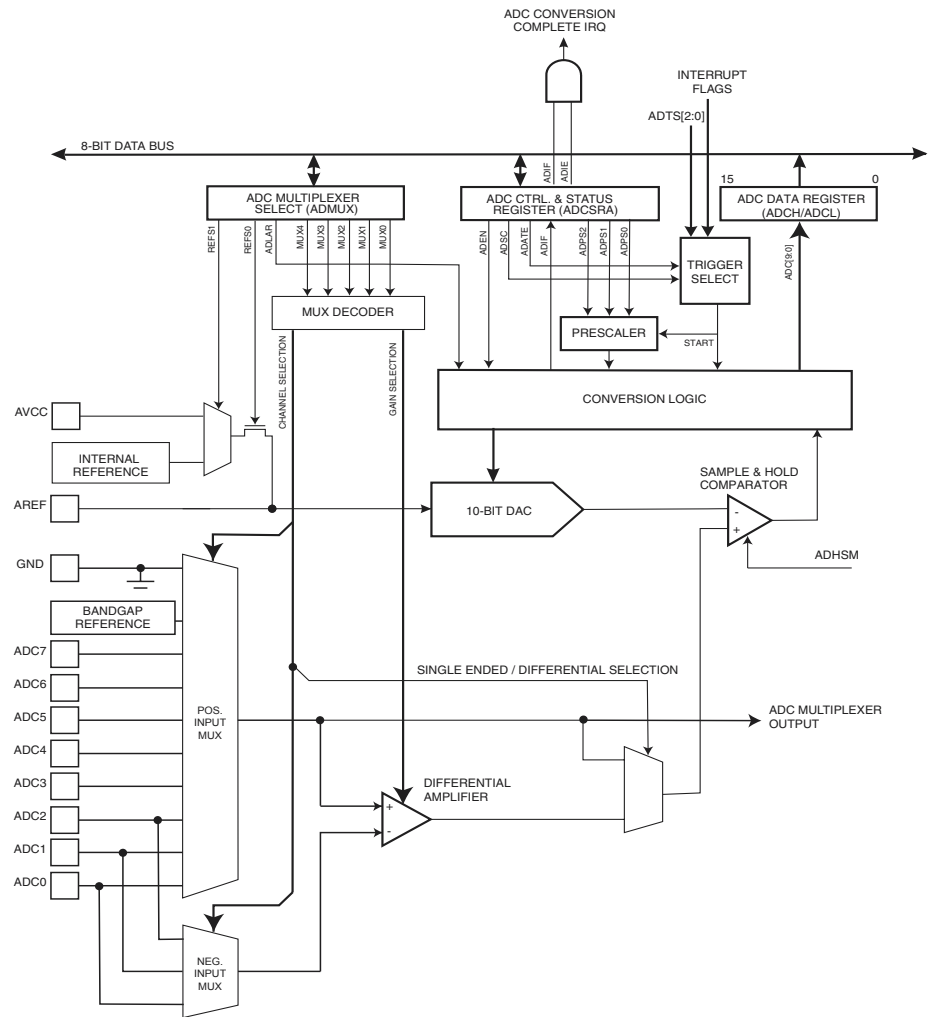 ADC CONVERSION
COMPLETE IRQ
INTERRUPT
FLAGS
ADTS[2:0]
8-BIT DATA BUS
ADIF
ADIE
15
0
ADC MULTIPLEXER
SELECT (ADMUX)
ADC CTRL. & STATUS
REGISTER (ADCSRA)
ADC DATA REGISTER
(ADCH/ADCL)
REFS1
REFS0
ADLAR
MUX4
MUX3
MUX2
MUX1
MUX0
ADEN
ADSC
ADATE
ADIF
ADPS2
ADPS1
ADPS0
ADC[9:0]
TRIGGER
SELECT
MUX DECODER
PRESCALER
START
CHANNEL SELECTION
GAIN SELECTION
CONVERSION LOGIC
AVCC
INTERNAL
REFERENCE
SAMPLE & HOLD
COMPARATOR
AREF
10-BIT DAC
-
+
ADHSM
GND
BANDGAP
REFERENCE
ADC7
SINGLE ENDED / DIFFERENTIAL SELECTION
ADC6
ADC5
POS.
INPUT
MUX
ADC MULTIPLEXER
OUTPUT
ADC4
ADC3
DIFFERENTIAL
AMPLIFIER
+
-
ADC2
ADC1
ADC0
NEG.
INPUT
MUX